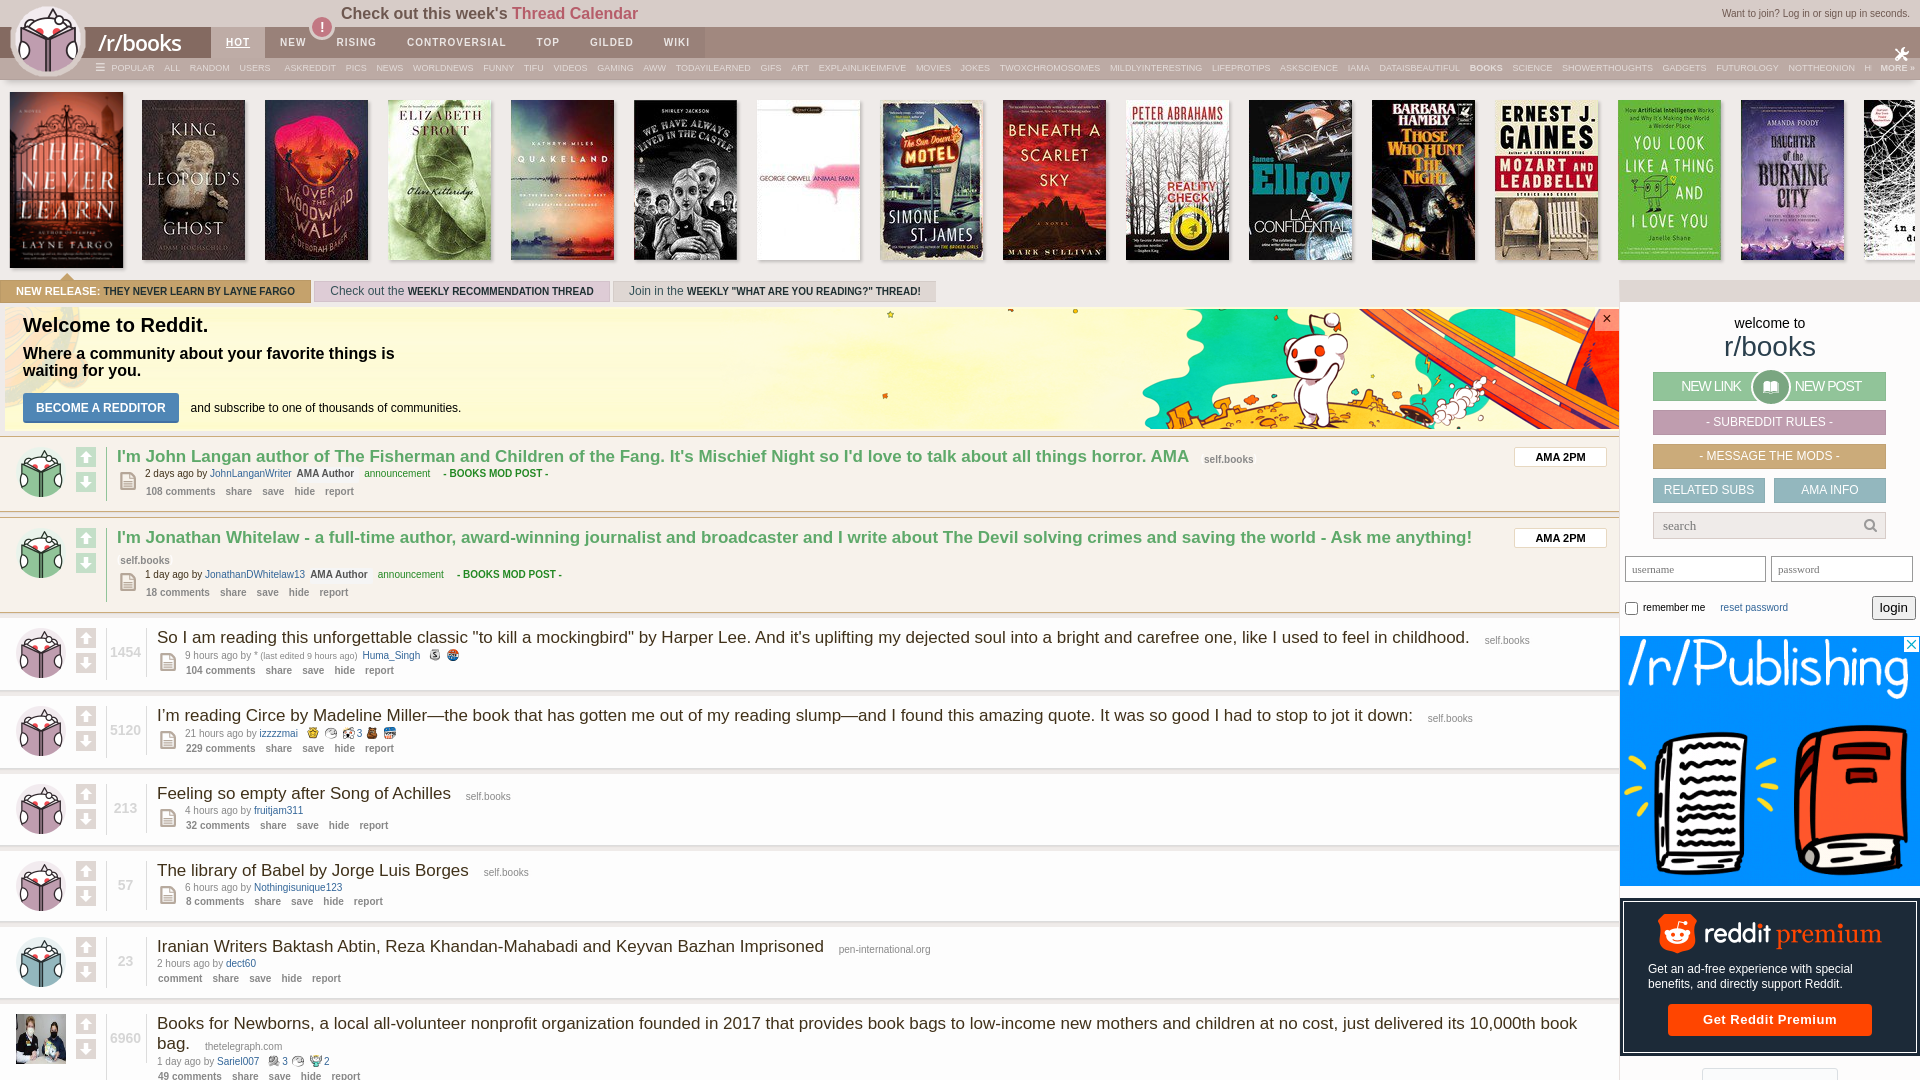 Check out this week's Thread Calendar
Want to join? Log in or sign up in seconds.
/r/books
HOT NEW ! RISING CONTROVERSIAL TOP GILDED WIKI
POPULAR ALL RANDOM USERS ASKREDDIT PICS NEWS WORLDNEWS FUNNY TIFU VIDEOS GAMING AWW TODAYILEARNED GIFS ART EXPLAINLIKEIMFIVE MOVIES JOKES TWOXCHROMOSOMES MILDLYINTERESTING LIFEPROTIPS ASKSCIENCE IAMA DATAISBEAUTIFUL BOOKS SCIENCE SHOWERTHOUGHTS GADGETS FUTUROLOGY NOTTHEONION H MORE »
THEY NEVER LEARN
LAYNE FARGO
KING LEOPOLD'S GHOST
ADAM HOCHSCHILD
OVER THE WOODWARD WALL
A. DEBORAH BAKER
ELIZABETH STROUT
Olive Kitteridge
KATHRYN MILES
QUAKELAND
SHIRLEY JACKSON
WE HAVE ALWAYS LIVED IN THE CASTLE
GEORGE ORWELL ANIMAL FARM
The Sun Down MOTEL
SIMONE ST. JAMES
BENEATH A SCARLET SKY
A NOVEL
MARK SULLIVAN
PETER ABRAHAMS
REALITY CHECK
James Ellroy
L.A. CONFIDENTIAL
BARBARA HAMBLY
THOSE WHO HUNT THE NIGHT
ERNEST J. GAINES
MOZART AND LEADBELLY
STORIES AND ESSAYS
How Artificial Intelligence Works and Why It's Making the World a Weirder Place
YOU LOOK LIKE A THING AND I LOVE YOU
Janelle Shane
AMANDA FOODY
DAUGHTER of the BURNING CITY
NEW RELEASE: THEY NEVER LEARN BY LAYNE FARGO
Check out the WEEKLY RECOMMENDATION THREAD
Join in the WEEKLY "WHAT ARE YOU READING?" THREAD!
Welcome to Reddit.
Where a community about your favorite things is
waiting for you.
BECOME A REDDITOR and subscribe to one of thousands of communities.
×
I'm John Langan author of The Fisherman and Children of the Fang. It's Mischief Night so I'd love to talk about all things horror. AMA self.books
AMA 2PM
2 days ago by JohnLanganWriter AMA Author announcement - BOOKS MOD POST -
108 comments share save hide report
I'm Jonathan Whitelaw - a full-time author, award-winning journalist and broadcaster and I write about The Devil solving crimes and saving the world - Ask me anything!
AMA 2PM
self.books
1 day ago by JonathanDWhitelaw13 AMA Author announcement - BOOKS MOD POST -
18 comments share save hide report
1454
So I am reading this unforgettable classic "to kill a mockingbird" by Harper Lee. And it's uplifting my dejected soul into a bright and carefree one, like I used to feel in childhood. self.books
9 hours ago by * (last edited 9 hours ago) Huma_Singh
104 comments share save hide report
5120
I’m reading Circe by Madeline Miller—the book that has gotten me out of my reading slump—and I found this amazing quote. It was so good I had to stop to jot it down: self.books
21 hours ago by izzzzmai 3
229 comments share save hide report
213
Feeling so empty after Song of Achilles self.books
4 hours ago by fruitjam311
32 comments share save hide report
57
The library of Babel by Jorge Luis Borges self.books
6 hours ago by Nothingisunique123
8 comments share save hide report
23
Iranian Writers Baktash Abtin, Reza Khandan-Mahabadi and Keyvan Bazhan Imprisoned pen-international.org
2 hours ago by dect60
comment share save hide report
6960
Books for Newborns, a local all-volunteer nonprofit organization founded in 2017 that provides book bags to low-income new mothers and children at no cost, just delivered its 10,000th book
bag. thetelegraph.com
1 day ago by Sariel007 3 2
49 comments share save hide report
welcome to
r/books
NEW LINK NEW POST
- SUBREDDIT RULES -
- MESSAGE THE MODS -
RELATED SUBS AMA INFO
search
username password
remember me reset password login
/r/Publishing
reddit premium
Get an ad-free experience with special
benefits, and directly support Reddit.
Get Reddit Premium